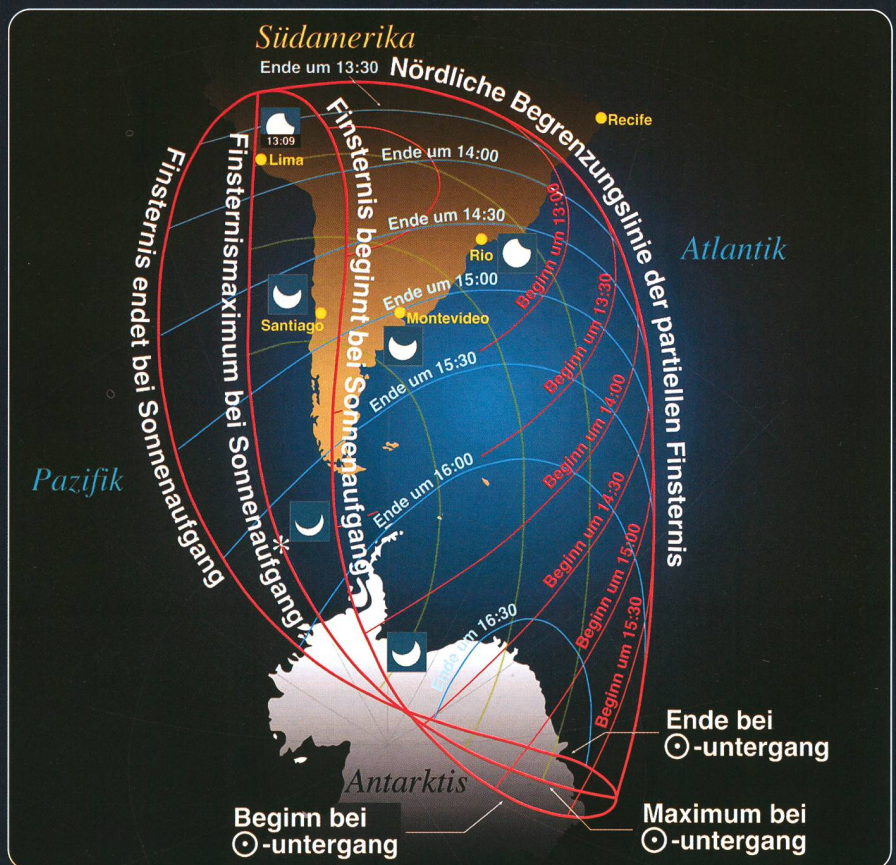 Südamerika
Ende um 13:30
Nördliche Begrenzungslinie der partiellen Finsternis
Recife
13:09
Lima
Finsternis endet bei Sonnenaufgang
Finsternismaximum bei Sonnenaufgang
Finsternis beginnt bei Sonnenaufgang
Ende um 14:00
Ende um 14:30
Rio
Beginn um 13:00
Atlantik
Ende um 15:00
Santiago
Montevideo
Beginn um 13:30
Ende um 15:30
Beginn um 14:00
Pazifik
Ende um 16:00
Beginn um 14:30
*
Beginn um 15:00
Ende um 16:30
Beginn um 15:30
Ende bei
☉-untergang
Antarktis
Beginn bei
☉-untergang
Maximum bei
☉-untergang